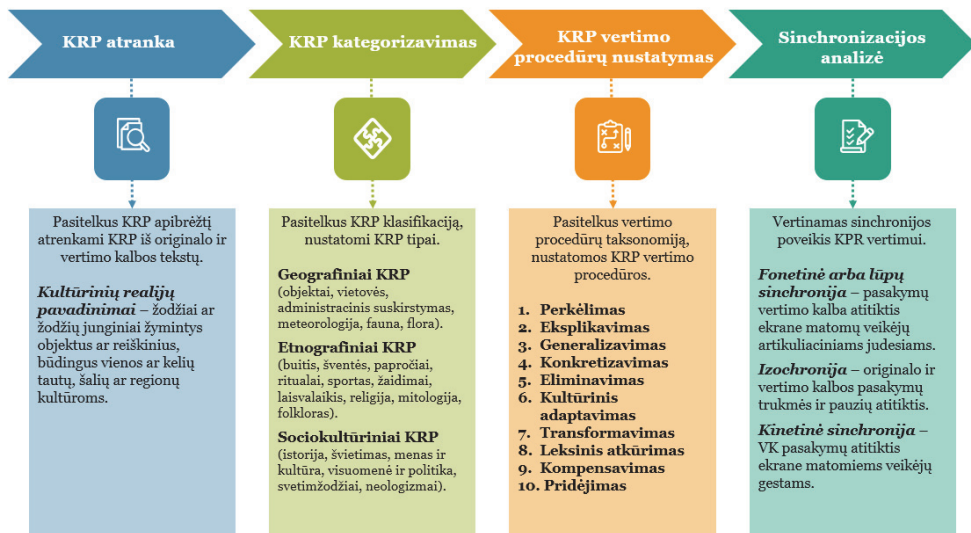 KRP atranka
KRP kategorizavimas
KRP vertimo
procedūrų nustatymas
Sinchronizacijos
analizė
Pasitelkus KRP apibrėžtį
atrenkami KRP iš originalo ir
vertimo kalbos tekstų.
Kultūrinių realijų
pavadinimai – žodžiai ar
žodžių junginiai žymintys
objektus ar reiškinius,
būdingus vienos ar kelių
tautų, šalių ar regionų
kultūroms.
Pasitelkus KRP klasifikaciją,
nustatomi KRP tipai.
Geografiniai KRP
(objektai, vietovės,
administracinis suskirstymas,
meteorologija, fauna, flora).
Etnografiniai KRP
(buitis, šventės, papročiai,
ritualai, sportas, žaidimai,
laisvalaikis, religija, mitologija,
folkloras).
Sociokultūriniai KRP
(istorija, švietimas, menas ir
kultūra, visuomenė ir politika,
svetimžodžiai, neologizmai).
Pasitelkus vertimo
procedūrų taksonomiją,
nustatomos KRP vertimo
procedūros.
1. Perkėlimas
2. Eksplikavimas
3. Generalizavimas
4. Konkretizavimas
5. Eliminavimas
6. Kultūrinis
adaptavimas
7. Transformavimas
8. Leksinis atkūrimas
9. Kompensavimas
10. Pridėjimas
Vertinamas sinchronijos
poveikis KPR vertimui.
Fonetinė arba lūpų
sinchronija – pasakymų
vertimo kalba atitiktis
ekrane matomų veikėjų
artikuliaciniams judesiams.
Izochronija – originalo ir
vertimo kalbos pasakymų
trukmės ir pauzių atitiktis.
Kinetinė sinchronija –
VK pasakymų atitiktis
ekrane matomiems veikėjų
gestams.